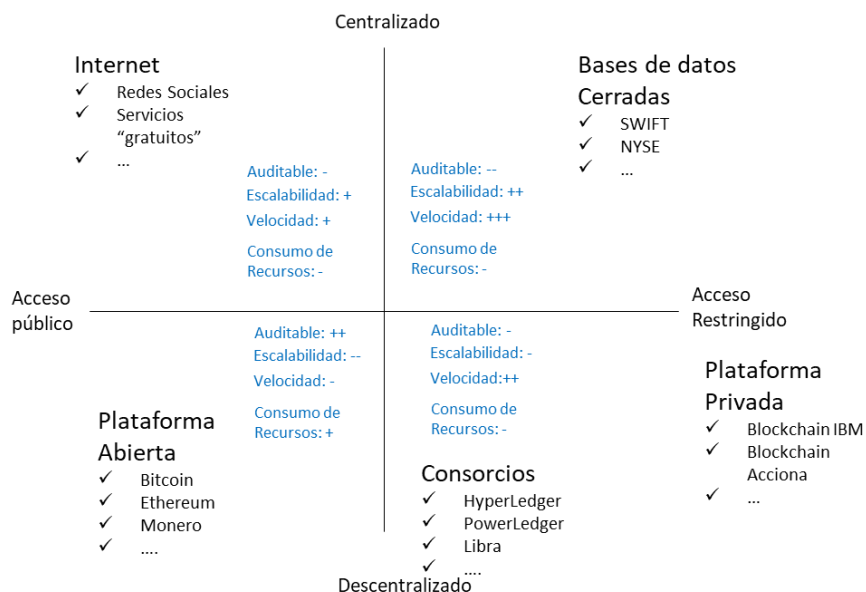 Centralizado
Internet
✓ Redes Sociales
✓ Servicios
“gratuitos”
✓ ...
Bases de datos
Cerradas
✓ SWIFT
✓ NYSE
✓ ...
Auditable: -
Escalabilidad: +
Velocidad: +
Consumo de
Recursos: -
Auditable: --
Escalabilidad: ++
Velocidad: +++
Consumo de
Recursos: -
Acceso
público
Acceso
Restringido
Auditable: ++
Escalabilidad: --
Velocidad: -
Consumo de
Recursos: +
Auditable: -
Escalabilidad: -
Velocidad:++
Consumo de
Recursos: -
Plataforma
Abierta
✓ Bitcoin
✓ Ethereum
✓ Monero
✓ ....
Consorcios
✓ HyperLedger
✓ PowerLedger
✓ Libra
✓ ....
Plataforma
Privada
✓ Blockchain IBM
✓ Blockchain
Acciona
✓ ...
Descentralizado